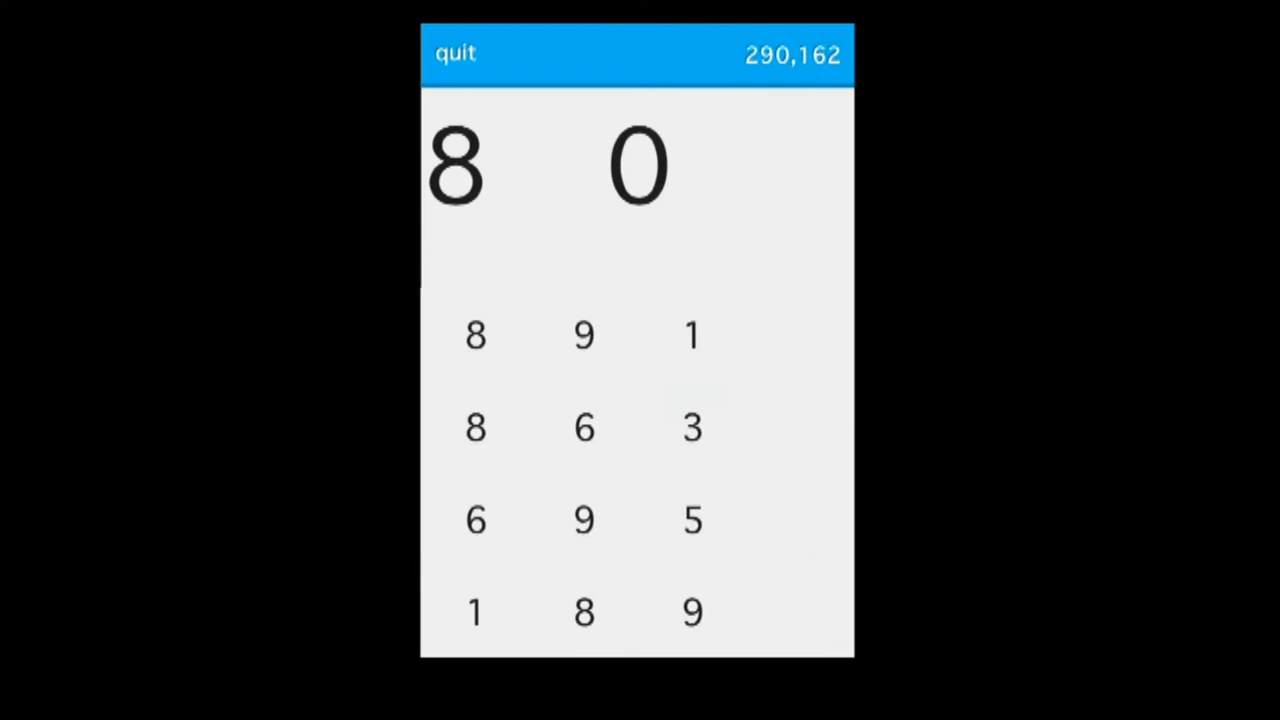 quit 290,162
8 0
8 9 1
8 6 3
6 9 5
1 8 9